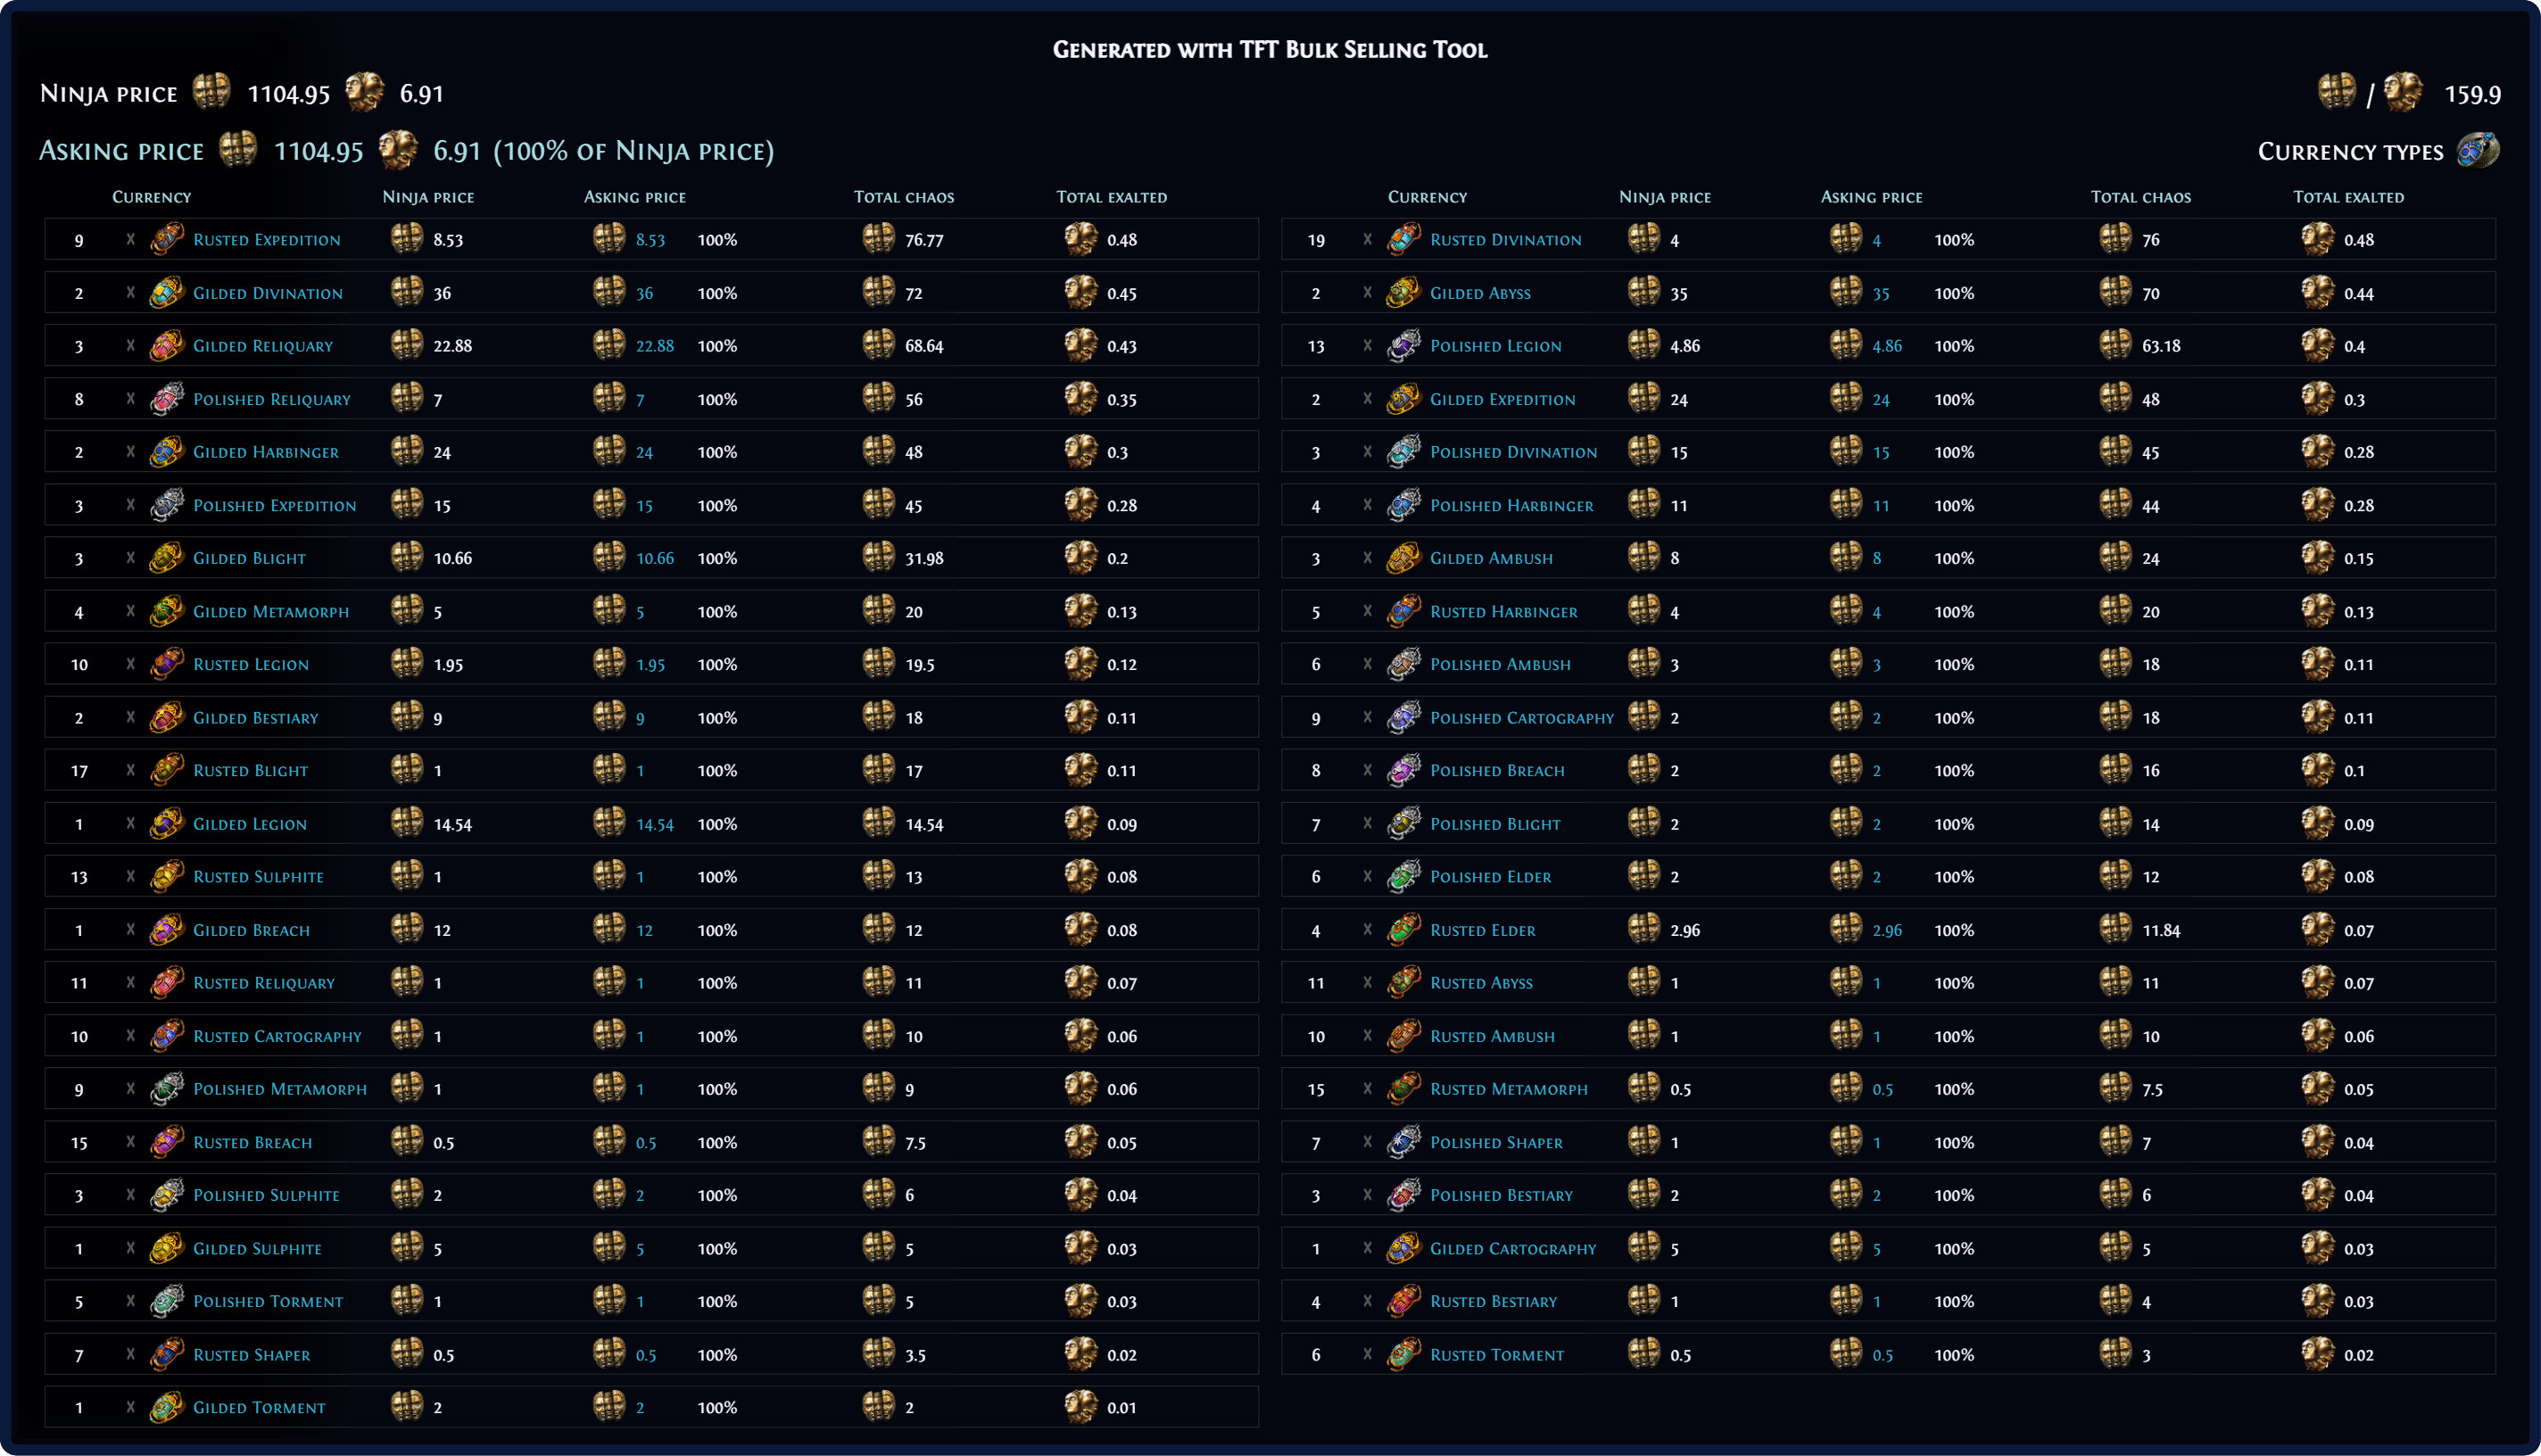 Generated with TFT Bulk Selling Tool
Ninja price 1104.95 6.91
/ 159.9
Asking price 1104.95 6.91 (100% of Ninja price)
Currency types
Currency Ninja price Asking price Total chaos Total exalted Currency Ninja price Asking price Total chaos Total exalted
9 x Rusted Expedition 8.53 8.53 100% 76.77 0.48 19 x Rusted Divination 4 4 100% 76 0.48
2 x Gilded Divination 36 36 100% 72 0.45 2 x Gilded Abyss 35 35 100% 70 0.44
3 x Gilded Reliquary 22.88 22.88 100% 68.64 0.43 13 x Polished Legion 4.86 4.86 100% 63.18 0.4
8 x Polished Reliquary 7 7 100% 56 0.35 2 x Gilded Expedition 24 24 100% 48 0.3
2 x Gilded Harbinger 24 24 100% 48 0.3 3 x Polished Divination 15 15 100% 45 0.28
3 x Polished Expedition 15 15 100% 45 0.28 4 x Polished Harbinger 11 11 100% 44 0.28
3 x Gilded Blight 10.66 10.66 100% 31.98 0.2 3 x Gilded Ambush 8 8 100% 24 0.15
4 x Gilded Metamorph 5 5 100% 20 0.13 5 x Rusted Harbinger 4 4 100% 20 0.13
10 x Rusted Legion 1.95 1.95 100% 19.5 0.12 6 x Polished Ambush 3 3 100% 18 0.11
2 x Gilded Bestiary 9 9 100% 18 0.11 9 x Polished Cartography 2 2 100% 18 0.11
17 x Rusted Blight 1 1 100% 17 0.11 8 x Polished Breach 2 2 100% 16 0.1
1 x Gilded Legion 14.54 14.54 100% 14.54 0.09 7 x Polished Blight 2 2 100% 14 0.09
13 x Rusted Sulphite 1 1 100% 13 0.08 6 x Polished Elder 2 2 100% 12 0.08
1 x Gilded Breach 12 12 100% 12 0.08 4 x Rusted Elder 2.96 2.96 100% 11.84 0.07
11 x Rusted Reliquary 1 1 100% 11 0.07 11 x Rusted Abyss 1 1 100% 11 0.07
10 x Rusted Cartography 1 1 100% 10 0.06 10 x Rusted Ambush 1 1 100% 10 0.06
9 x Polished Metamorph 1 1 100% 9 0.06 15 x Rusted Metamorph 0.5 0.5 100% 7.5 0.05
15 x Rusted Breach 0.5 0.5 100% 7.5 0.05 7 x Polished Shaper 1 1 100% 7 0.04
3 x Polished Sulphite 2 2 100% 6 0.04 3 x Polished Bestiary 2 2 100% 6 0.04
1 x Gilded Sulphite 5 5 100% 5 0.03 1 x Gilded Cartography 5 5 100% 5 0.03
5 x Polished Torment 1 1 100% 5 0.03 4 x Rusted Bestiary 1 1 100% 4 0.03
7 x Rusted Shaper 0.5 0.5 100% 3.5 0.02 6 x Rusted Torment 0.5 0.5 100% 3 0.02
1 x Gilded Torment 2 2 100% 2 0.01